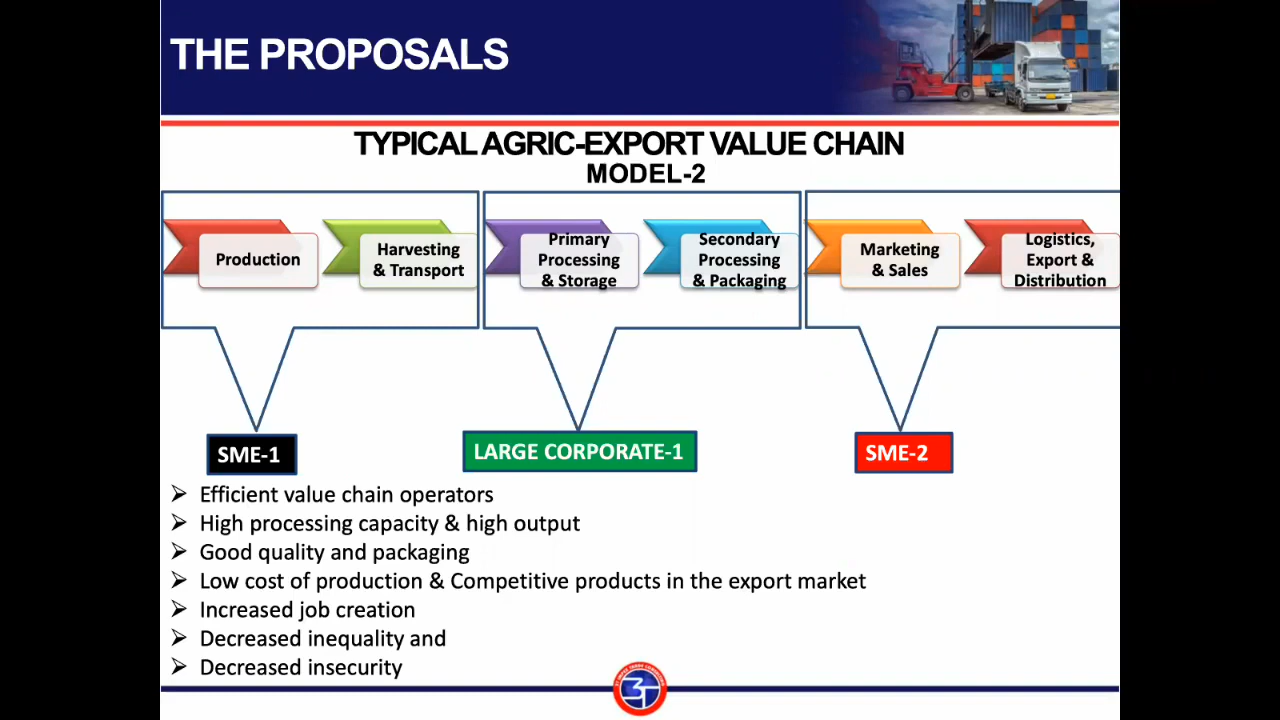 THE PROPOSALS
TYPICAL AGRIC-EXPORT VALUE CHAIN
MODEL-2
Production
Harvesting
& Transport
Primary
Processing
& Storage
Secondary
Processing
& Packaging
Marketing
& Sales
Logistics,
Export &
Distribution
SME-1
LARGE CORPORATE-1
SME-2
➢ Efficient value chain operators
➢ High processing capacity & high output
➢ Good quality and packaging
➢ Low cost of production & Competitive products in the export market
➢ Increased job creation
➢ Decreased inequality and
➢ Decreased insecurity
3T